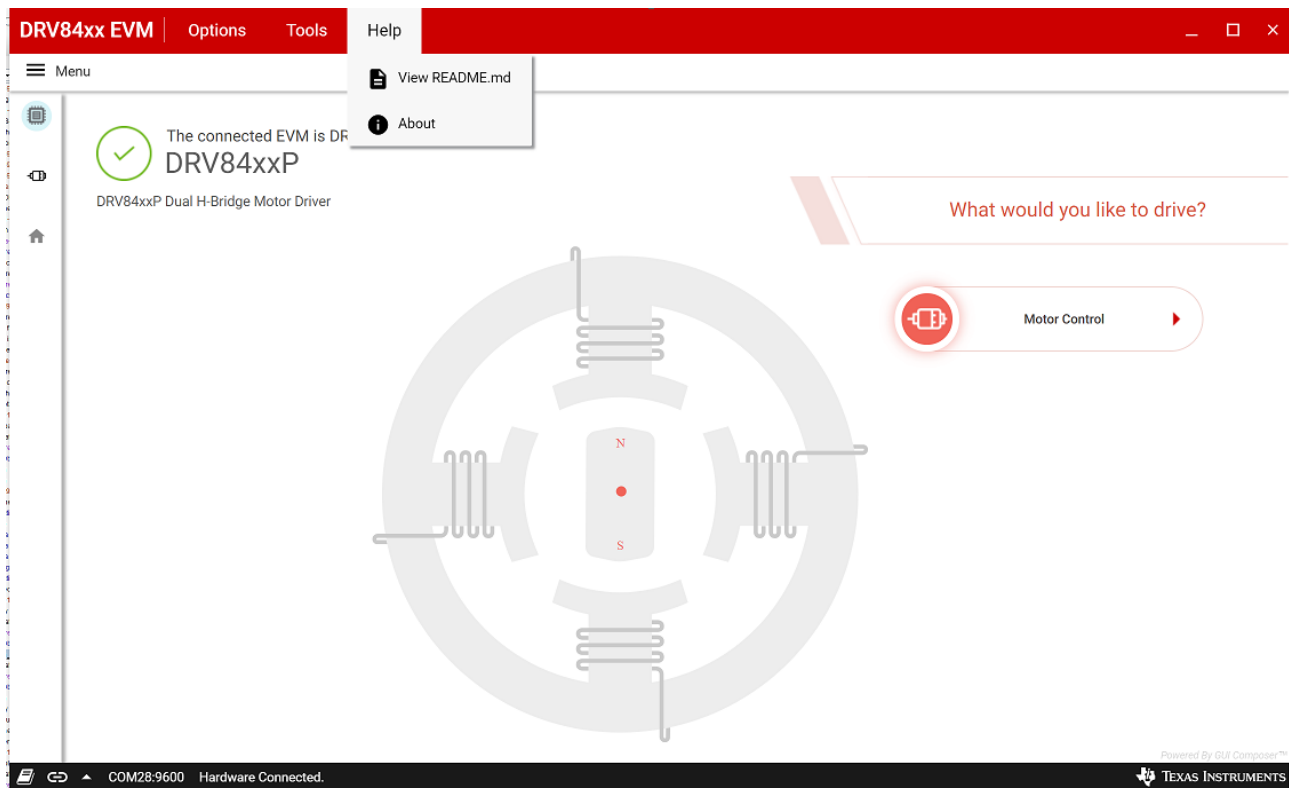 DRV84xx EVM Options Tools Help
Menu
View README.md
About
The connected EVM is DR
DRV84xxP
DRV84xxP Dual H-Bridge Motor Driver
What would you like to drive?
Motor Control
N
S
Powered By GUI Composer™
COM28:9600 Hardware Connected.
TEXAS INSTRUMENTS